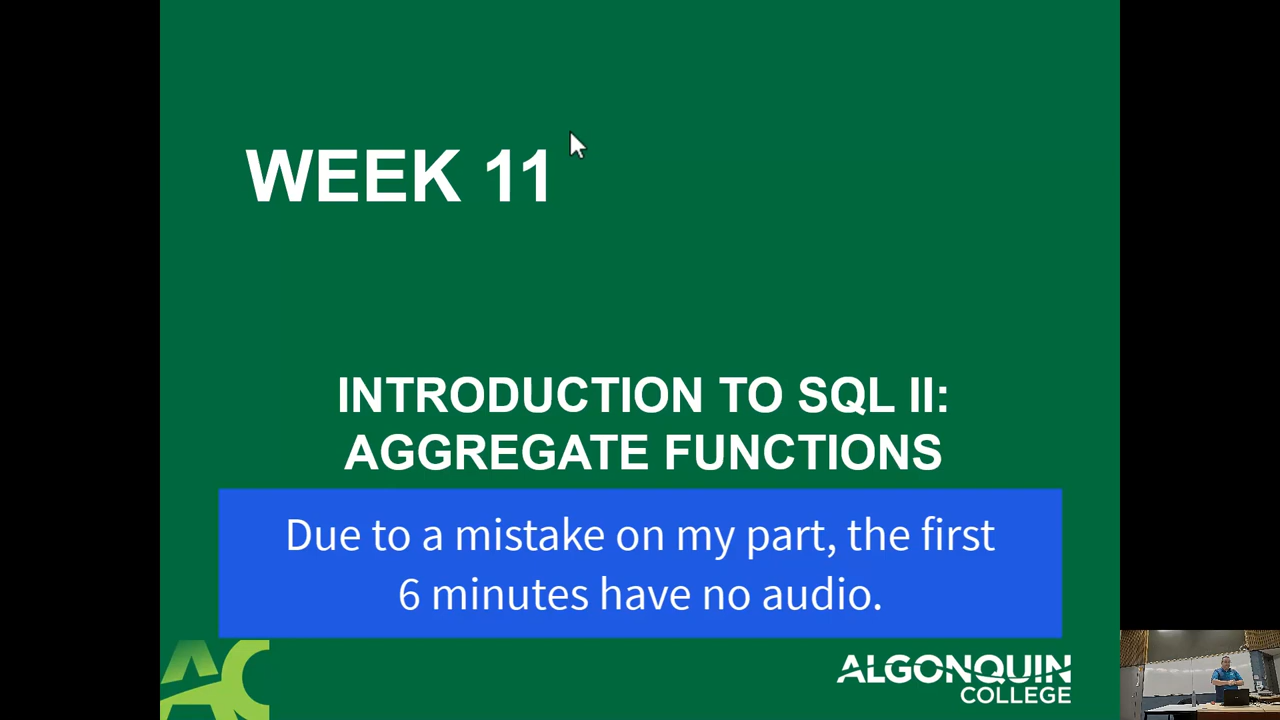 WEEK 11
INTRODUCTION TO SQL II:
AGGREGATE FUNCTIONS
Due to a mistake on my part, the first
6 minutes have no audio.
AC
ALGONQUIN
COLLEGE